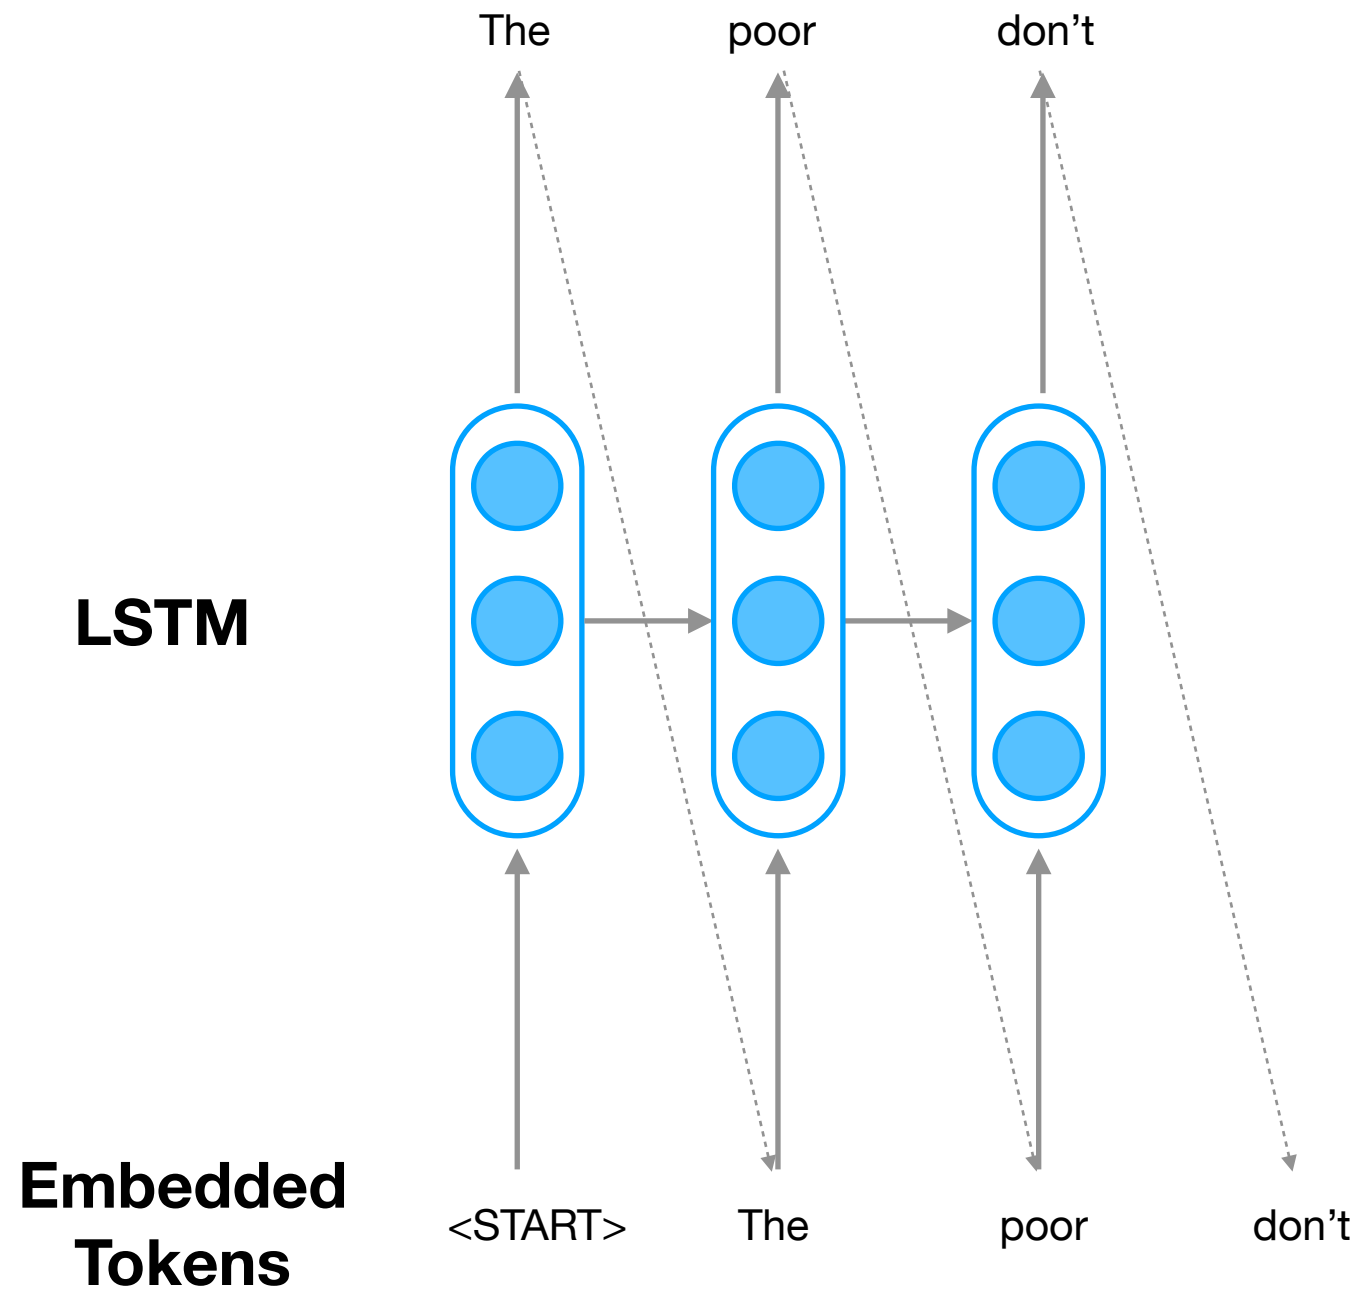 The poor don’t
LSTM
Embedded
Tokens
<START> The poor don’t